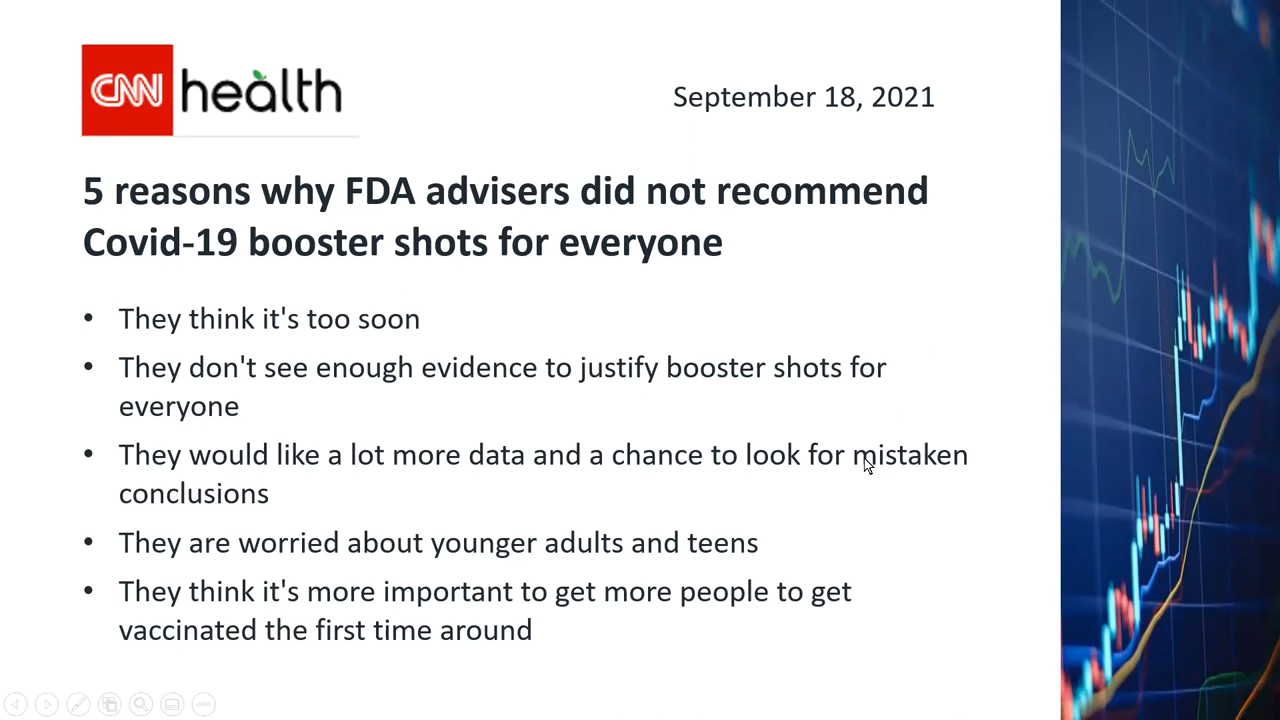 CNN health
September 18, 2021
5 reasons why FDA advisers did not recommend
Covid-19 booster shots for everyone
• They think it's too soon
• They don't see enough evidence to justify booster shots for
everyone
• They would like a lot more data and a chance to look for mistaken
conclusions
• They are worried about younger adults and teens
• They think it's more important to get more people to get
vaccinated the first time around